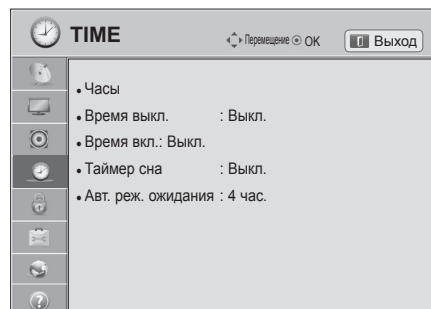 TIME
Перемещение OK
Выход
• Часы
• Время выкл. : Выкл.
• Время вкл.: Выкл.
• Таймер сна : Выкл.
• Авт. реж. ожидания : 4 час.
?